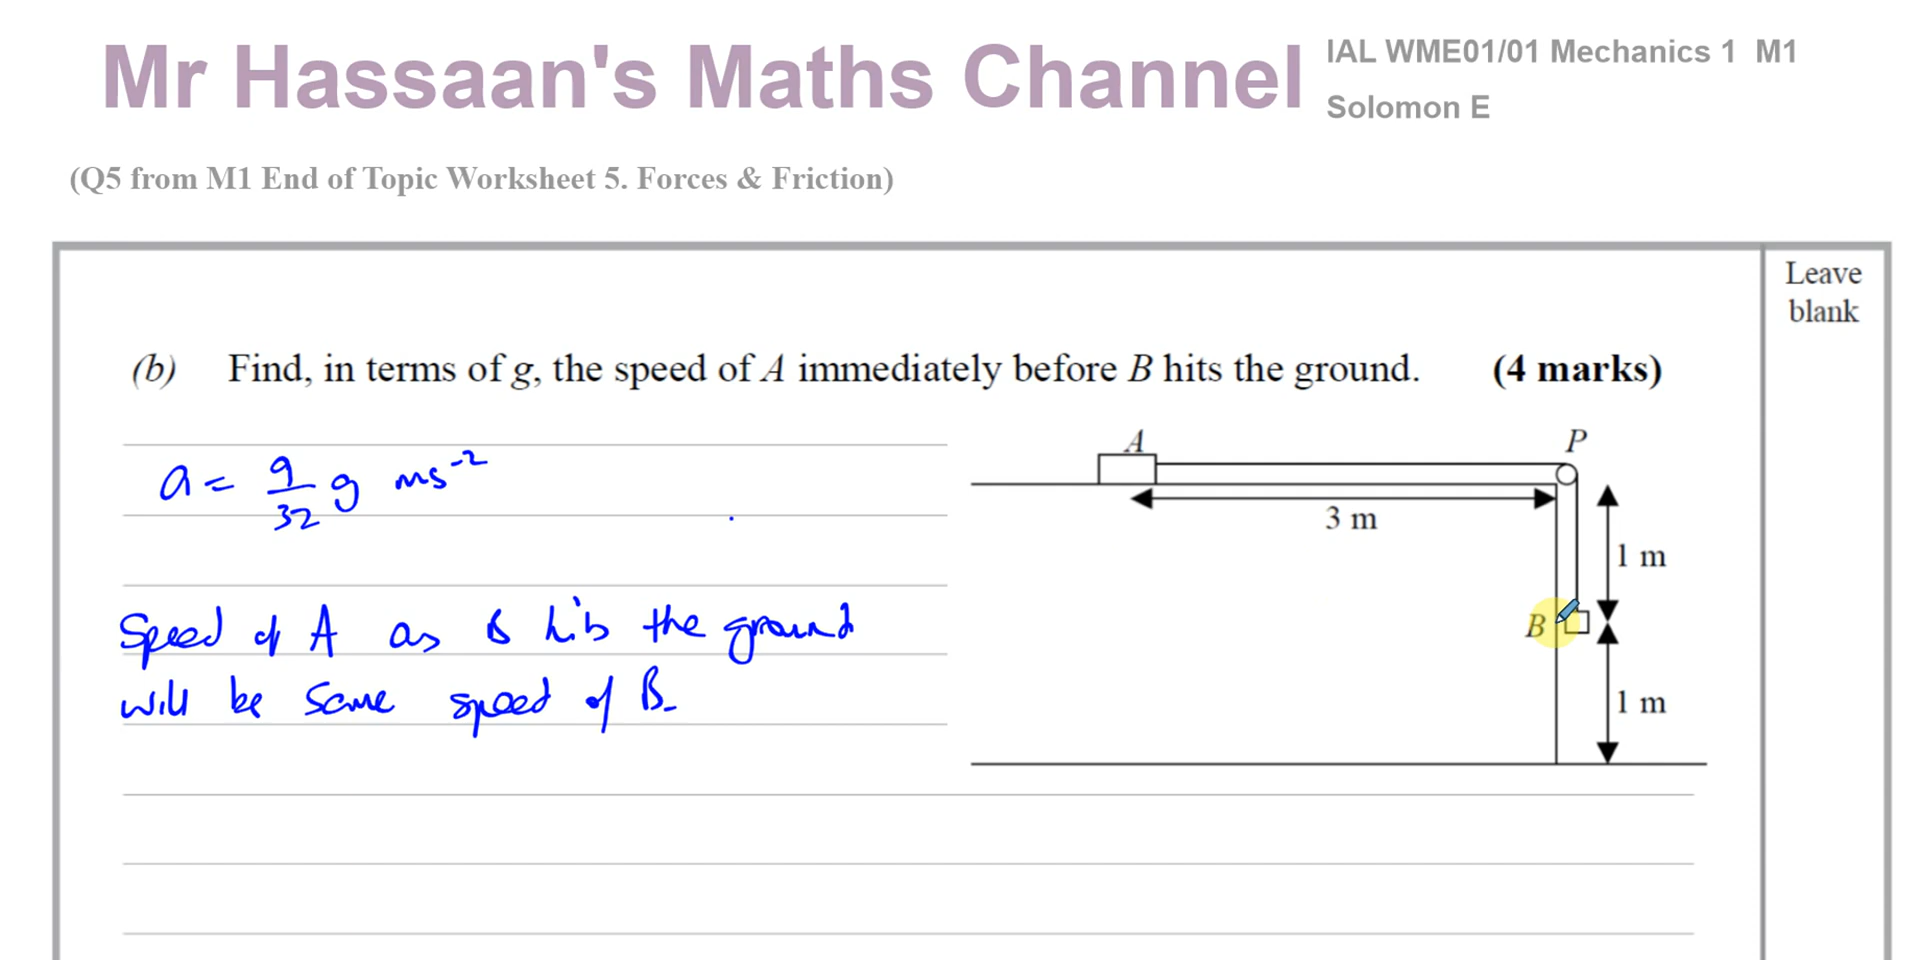 Mr Hassaan's Maths Channel
IAL WME01/01 Mechanics 1 M1
Solomon E
(Q5 from M1 End of Topic Worksheet 5. Forces & Friction)
Leave
blank
(b) Find, in terms of g, the speed of A immediately before B hits the ground. (4 marks)
a = 9/32 g ms⁻²
Speed of A as B hits the ground
will be same speed of B.
A
P
3 m
1 m
B
1 m